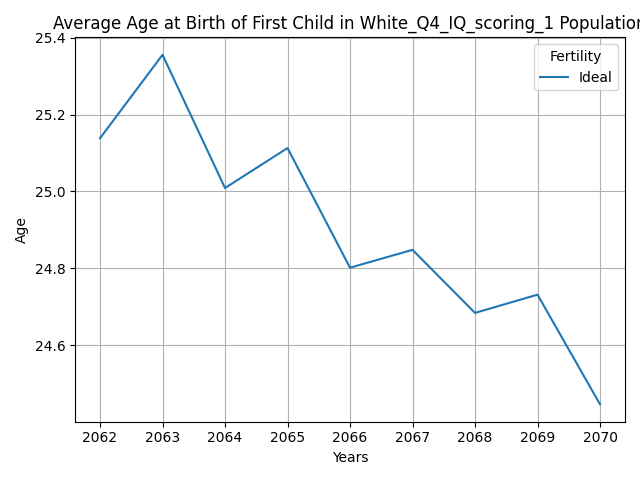 Average Age at Birth of First Child in White_Q4_IQ_scoring_1 Population
25.4
25.2
25.0
24.8
24.6
Age
Fertility
Ideal
2062 2063 2064 2065 2066 2067 2068 2069 2070
Years